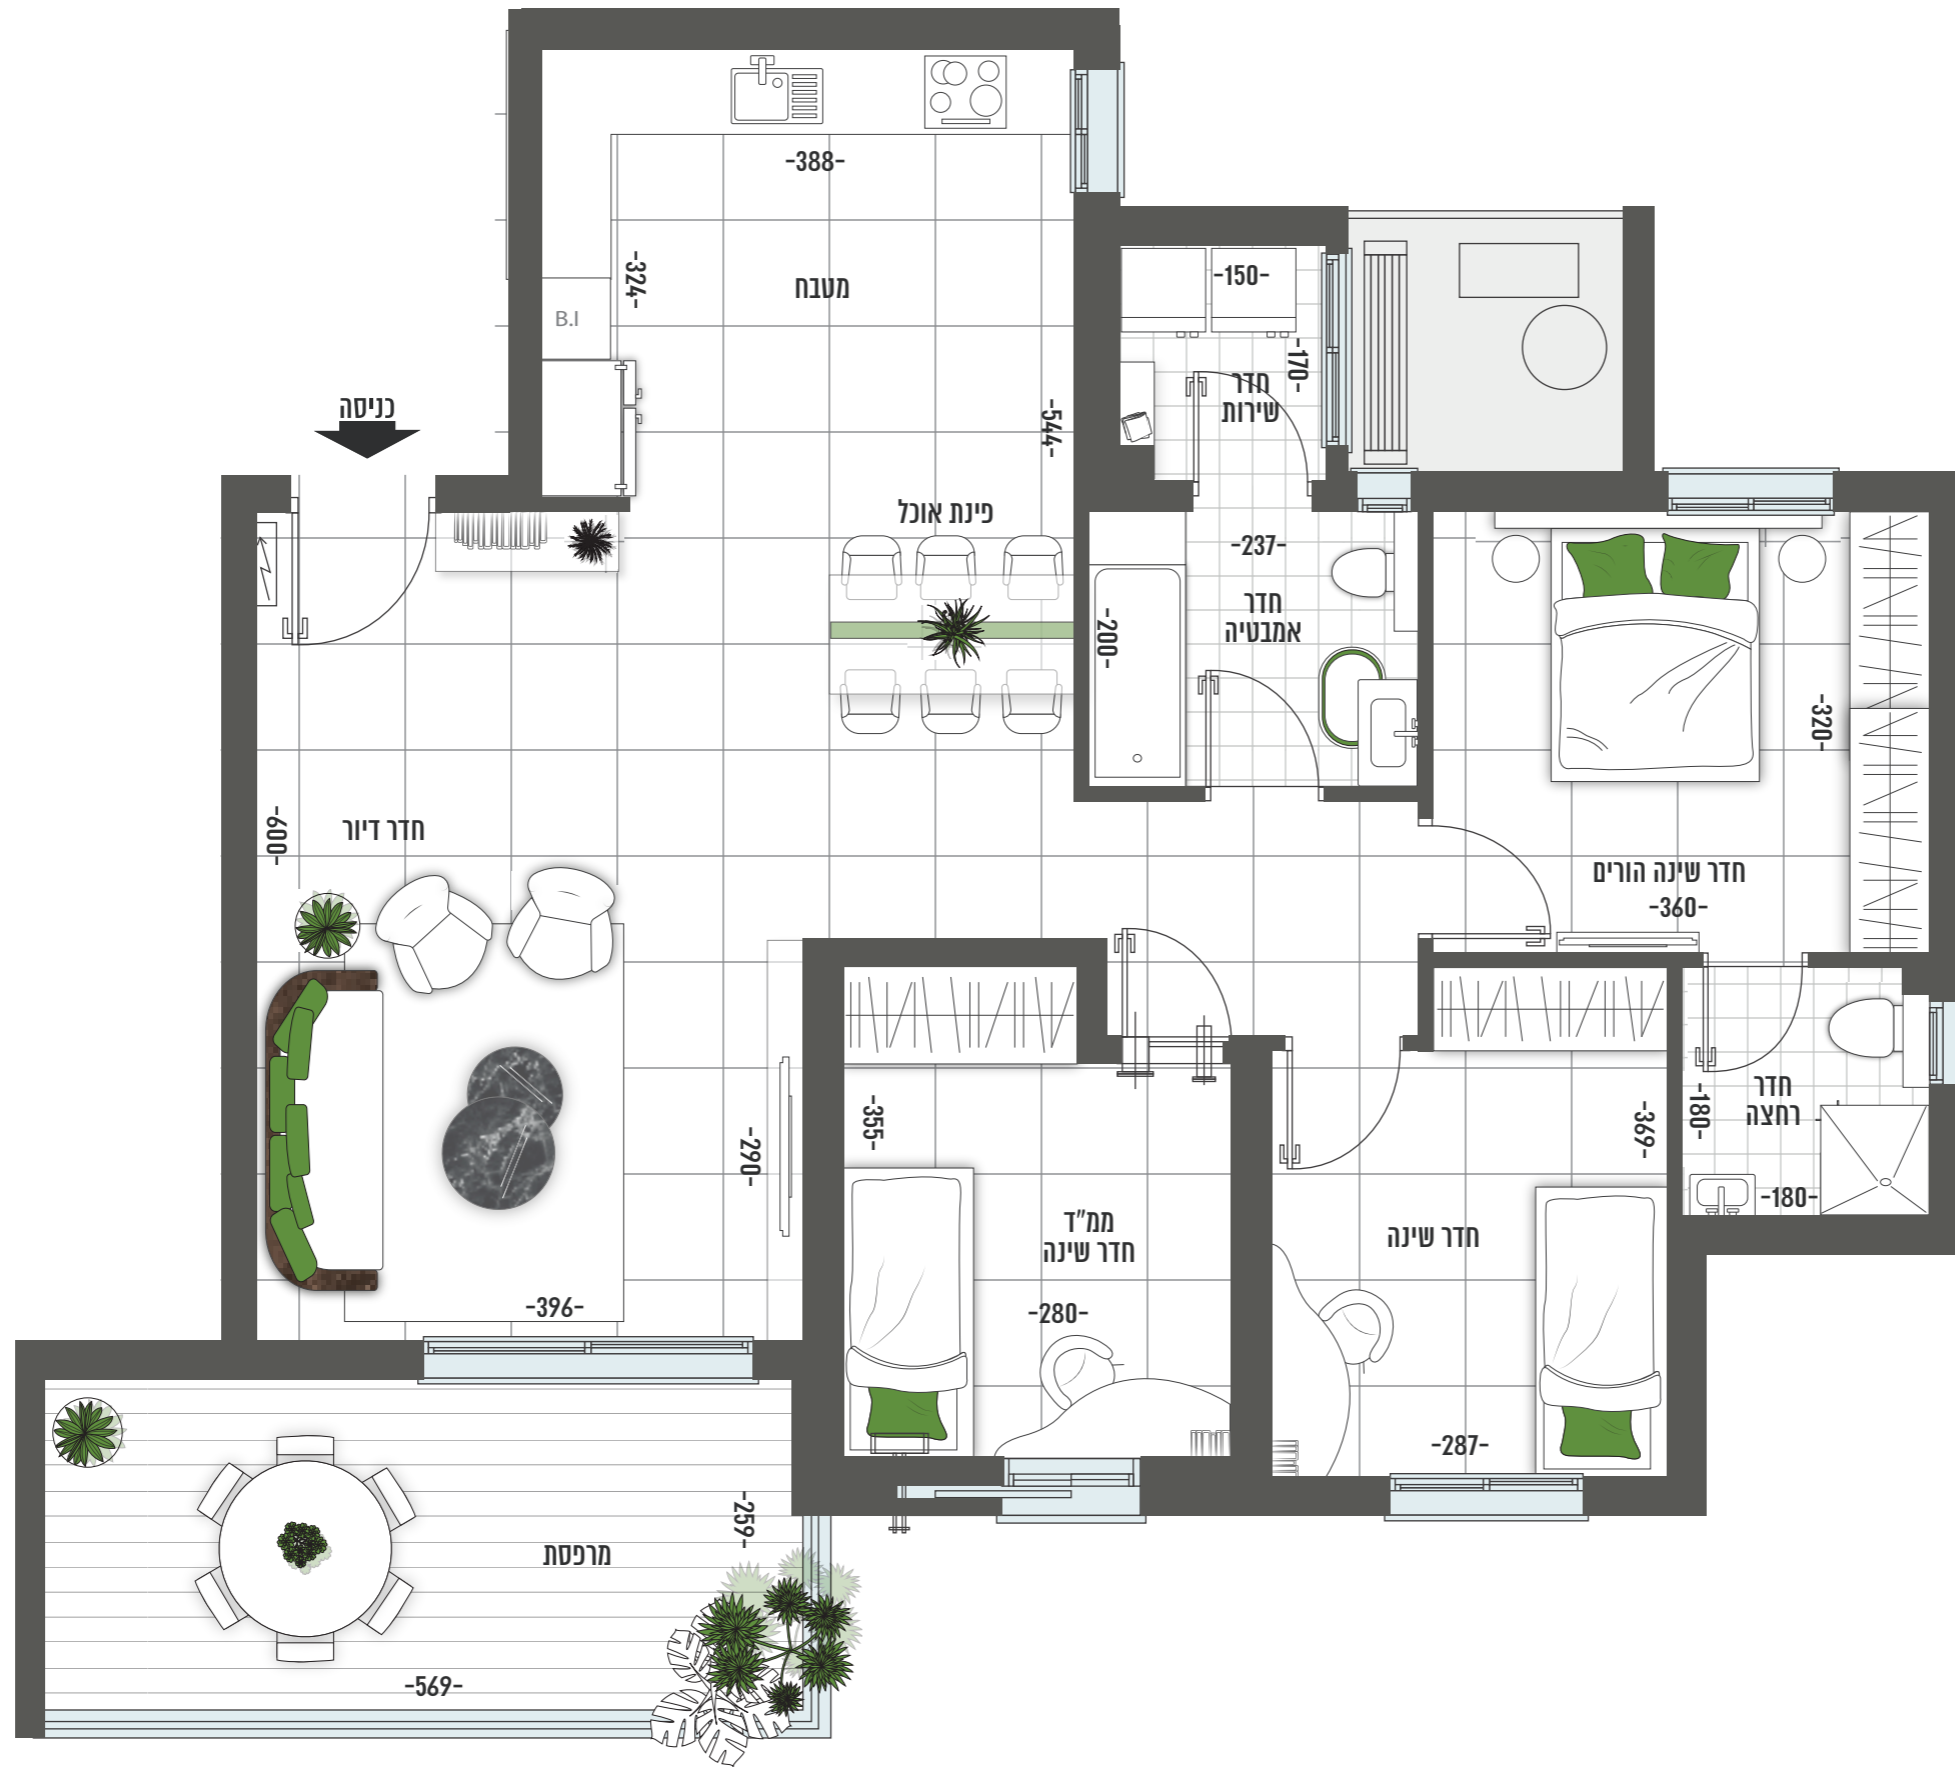 -388-
-324-
מטבח
B.I
-544-
-150-
-170-
חדר
שירות
כניסה
פינת אוכל
-237-
חדר
אמבטיה
-200-
-320-
חדר שינה הורים
-360-
-600-
חדר דיור
-290-
-396-
-355-
ממ"ד
חדר שינה
-280-
-369-
חדר שינה
-287-
-180-
חדר
רחצה
-180-
-259-
מרפסת
-569-